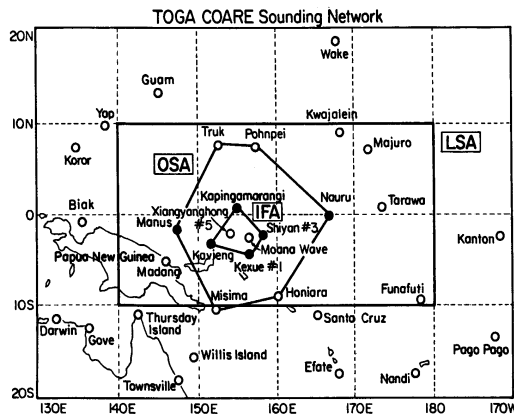 TOGA COARE Sounding Network
20N
Wake
Guam
Yap
Kwajalein
10N
Truk
Pohnpei
LSA
Majuro
Koror
OSA
Kapingamarangi
Nauru
Tarawa
Biak
Xiangyanghong
IFA
#5
Shiyan #3
0
Manus
Kanton
Papua New Guinea
Kavieng
Moana Wave
Madang
Kexue #1
Misima
Honiara
Funafuti
10S
Thursday
Island
Santa Cruz
Darwin
Gove
Pago Pago
Willis Island
Efate
Nandi
Townsville
20S
130E
140E
150E
160E
170E
180
170W